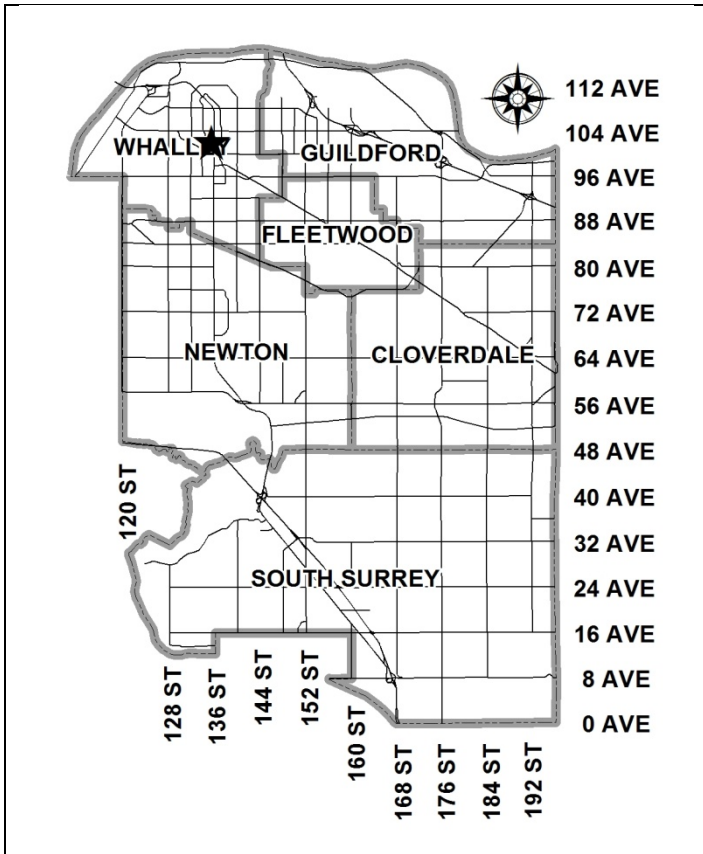 112 AVE
104 AVE
WHALLEY
GUILDFORD
96 AVE
88 AVE
FLEETWOOD
80 AVE
72 AVE
NEWTON
CLOVERDALE
64 AVE
56 AVE
48 AVE
120 ST
40 AVE
32 AVE
SOUTH SURREY
24 AVE
16 AVE
8 AVE
0 AVE
128 ST
136 ST
144 ST
152 ST
160 ST
168 ST
176 ST
184 ST
192 ST